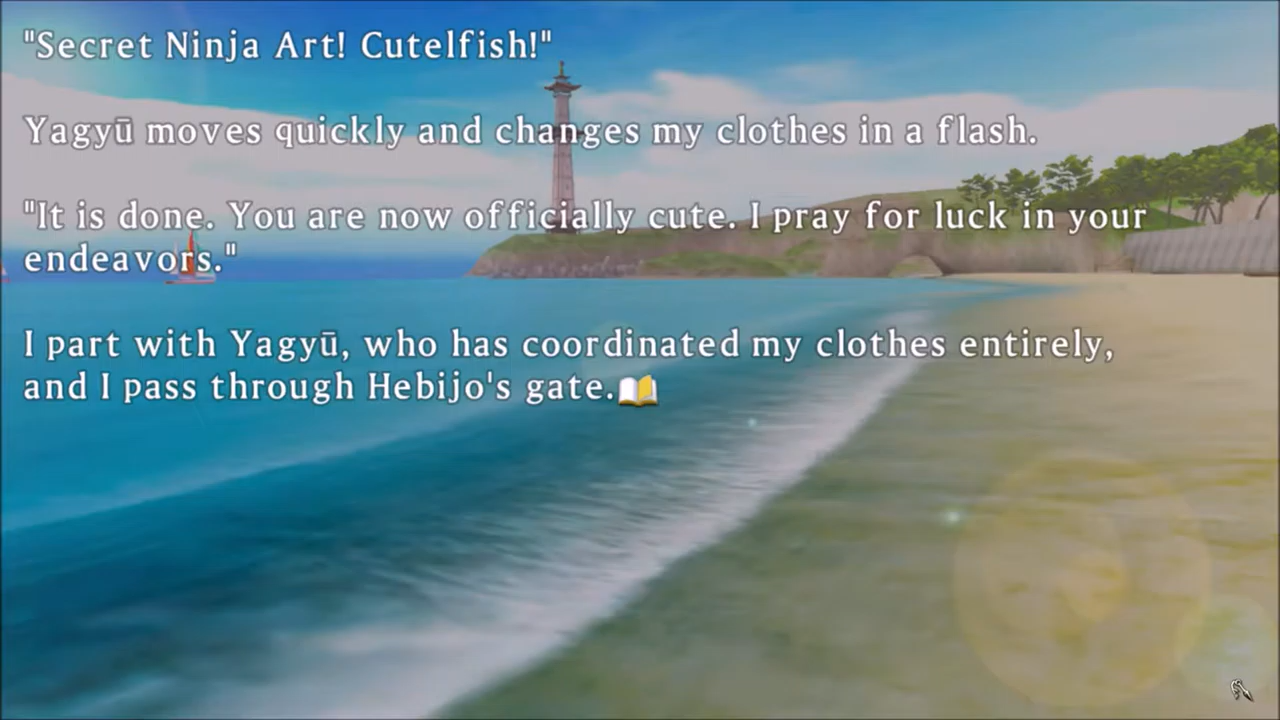 "Secret Ninja Art! Cutelfish!"
Yagyū moves quickly and changes my clothes in a flash.
"It is done. You are now officially cute. I pray for luck in your
endeavors."
I part with Yagyū, who has coordinated my clothes entirely,
and I pass through Hebijo's gate.